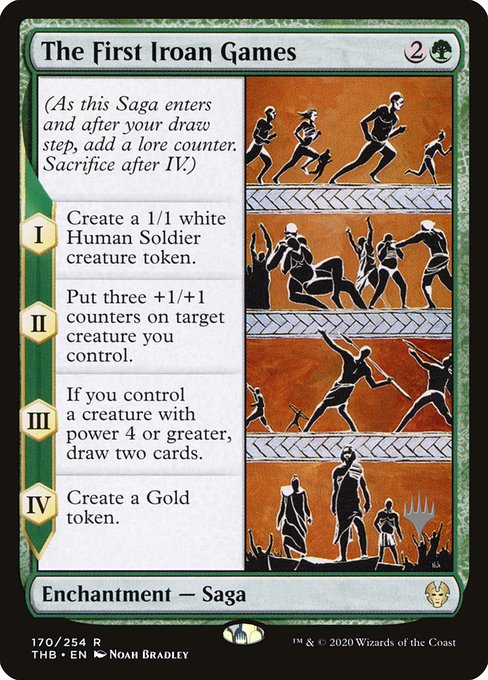 The First Iroan Games 2
(As this Saga enters
and after your draw
step, add a lore counter.
Sacrifice after IV.)
I
Create a 1/1 white
Human Soldier
creature token.
II
Put three +1/+1
counters on target
creature you
control.
III
If you control
a creature with
power 4 or greater,
draw two cards.
IV
Create a Gold
token.
Enchantment — Saga
170/254 R
THB • EN Noah Bradley
™ & © 2020 Wizards of the Coast